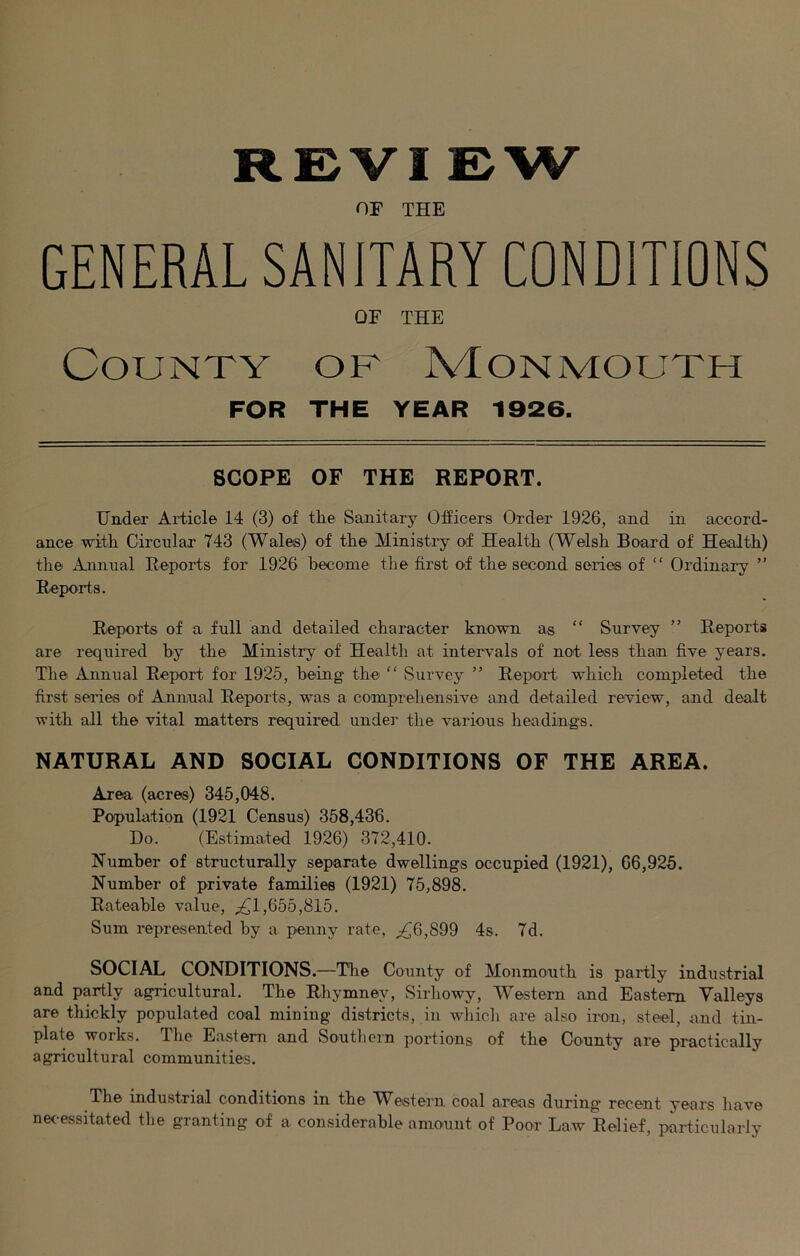 REVIEW
OF THE
GENERAL SANITARY CONDITIONS
OF THE
COUNTY OF MONMOUTH
FOR THE YEAR 1926.
SCOPE OF THE REPORT.
Under Article 14 (3) of the Sanitary Officers Order 1926, and in accord-
ance with Circular 743 (Wales) of the Ministry of Health (Welsh Board of Health)
the Annual Reports for 1926 become the first of the second series of “ Ordinary ”
Reports.
Reports of a full and detailed character known as “ Survey ” Reports
are required by the Ministry of Health at intervals of not less than five years.
The Annual Report for 1925, being the “ Survey ” Report which completed the
first series of Annual Reports, was a comprehensive and detailed review, and dealt
with all the vital matters required under the various headings.
NATURAL AND SOCIAL CONDITIONS OF THE AREA.
Area (acres) 345,048.
Population (1921 Census) 358,436.
Do. (Estimated 1926) 372,410.
Number of structurally separate dwellings occupied (1921), 66,925.
Number of private families (1921) 75,898.
Rateable value, £1,655,815.
Sum represented by a penny rate, £6,899 4s. 7d.
SOCIAL CONDITIONS.—The County of Monmouth is partly industrial
and partly agricultural. The Rhymney, Sirhowy, Western and Eastern Valleys
are thickly populated coal mining districts, in which are also iron, steel, and tin-
plate works. The Eastern and Southern portions of the County are practically
agricultural communities.
The industrial conditions in the Western coal areas during recent years have
necessitated the granting of a considerable amount of Poor Law Relief, particularly